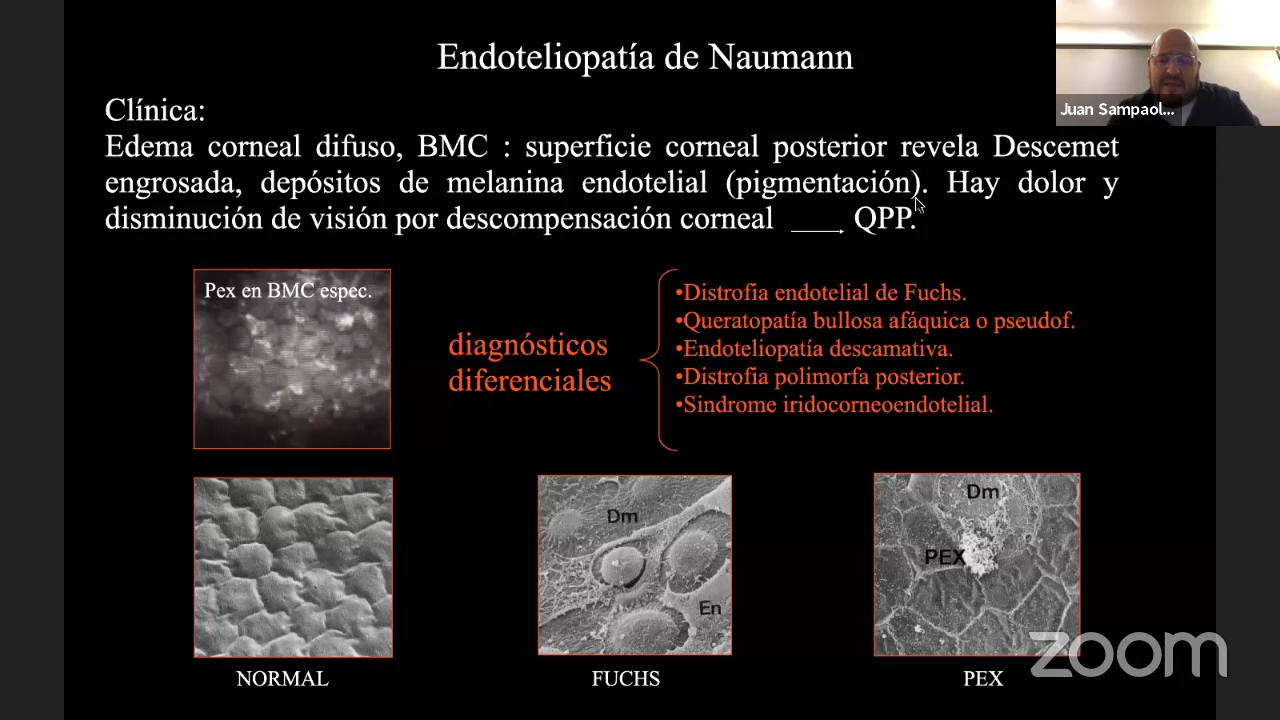 Endoteliopatía de Naumann
Juan Sampaol...
Clínica:
Edema corneal difuso, BMC : superficie corneal posterior revela Descemet
engrosada, depósitos de melanina endotelial (pigmentación). Hay dolor y
disminución de visión por descompensación corneal → QPP.
Pex en BMC espec.
diagnósticos
diferenciales
•Distrofia endotelial de Fuchs.
•Queratopatía bullosa afáquica o pseudof.
•Endoteliopatía descamativa.
•Distrofia polimorfa posterior.
•Sindrome iridocorneoendotelial.
Dm
En
Dm
PEX
NORMAL
FUCHS
PEX
zoom